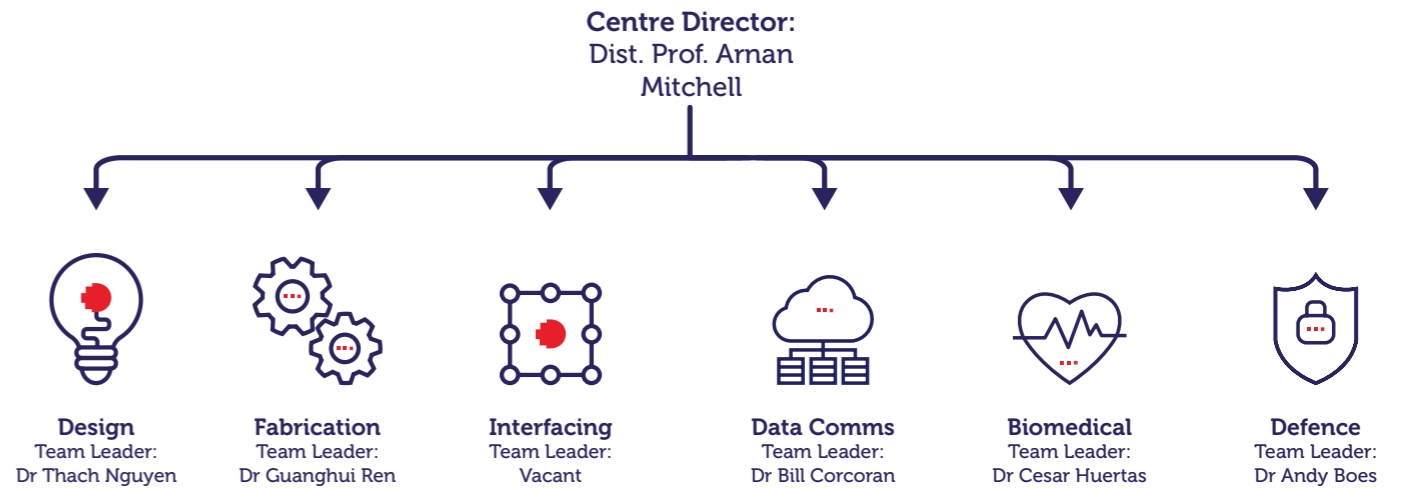 Centre Director:
Dist. Prof. Arnan
Mitchell
Design
Team Leader:
Dr Thach Nguyen
Fabrication
Team Leader:
Dr Guanghui Ren
Interfacing
Team Leader:
Vacant
Data Comms
Team Leader:
Dr Bill Corcoran
Biomedical
Team Leader:
Dr Cesar Huertas
Defence
Team Leader:
Dr Andy Boes